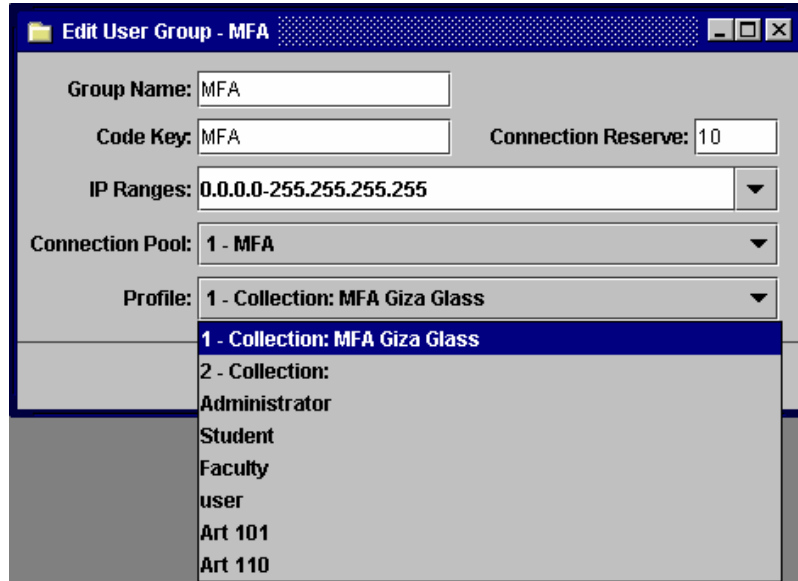 Edit User Group - MFA
Group Name: MFA
Code Key: MFA Connection Reserve: 10
IP Ranges: 0.0.0.0-255.255.255.255
Connection Pool: 1 - MFA
Profile: 1 - Collection: MFA Giza Glass
1 - Collection: MFA Giza Glass
2 - Collection:
Administrator
Student
Faculty
user
Art 101
Art 110